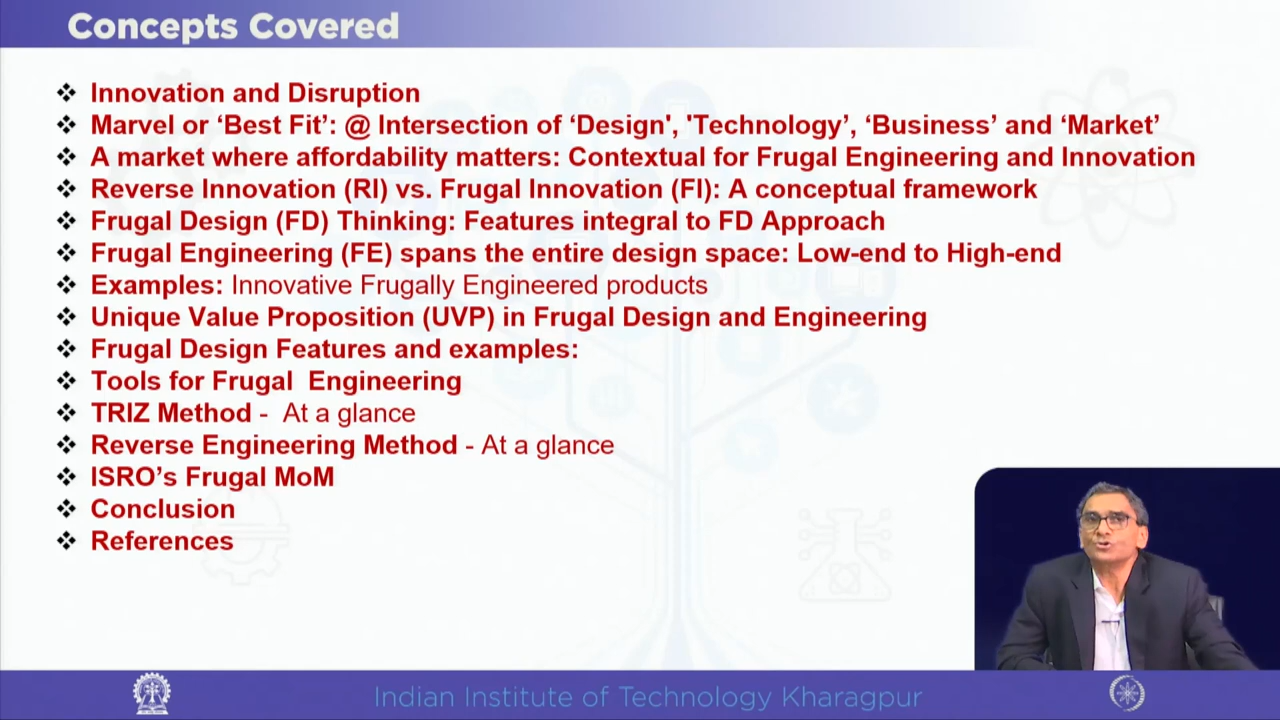 Concepts Covered
❖ Innovation and Disruption
❖ Marvel or ‘Best Fit’: @ Intersection of ‘Design', 'Technology’, ‘Business’ and ‘Market’
❖ A market where affordability matters: Contextual for Frugal Engineering and Innovation
❖ Reverse Innovation (RI) vs. Frugal Innovation (FI): A conceptual framework
❖ Frugal Design (FD) Thinking: Features integral to FD Approach
❖ Frugal Engineering (FE) spans the entire design space: Low-end to High-end
❖ Examples: Innovative Frugally Engineered products
❖ Unique Value Proposition (UVP) in Frugal Design and Engineering
❖ Frugal Design Features and examples:
❖ Tools for Frugal  Engineering
❖ TRIZ Method -  At a glance
❖ Reverse Engineering Method - At a glance
❖ ISRO’s Frugal MoM
❖ Conclusion
❖ References
Indian Institute of Technology Kharagpur